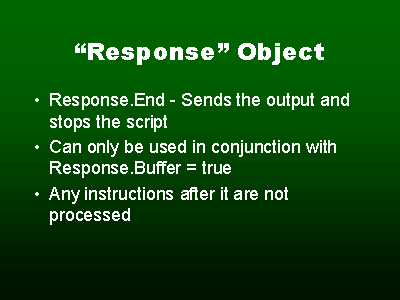 “Response” Object
• Response.End - Sends the output and
stops the script
• Can only be used in conjunction with
Response.Buffer = true
• Any instructions after it are not
processed